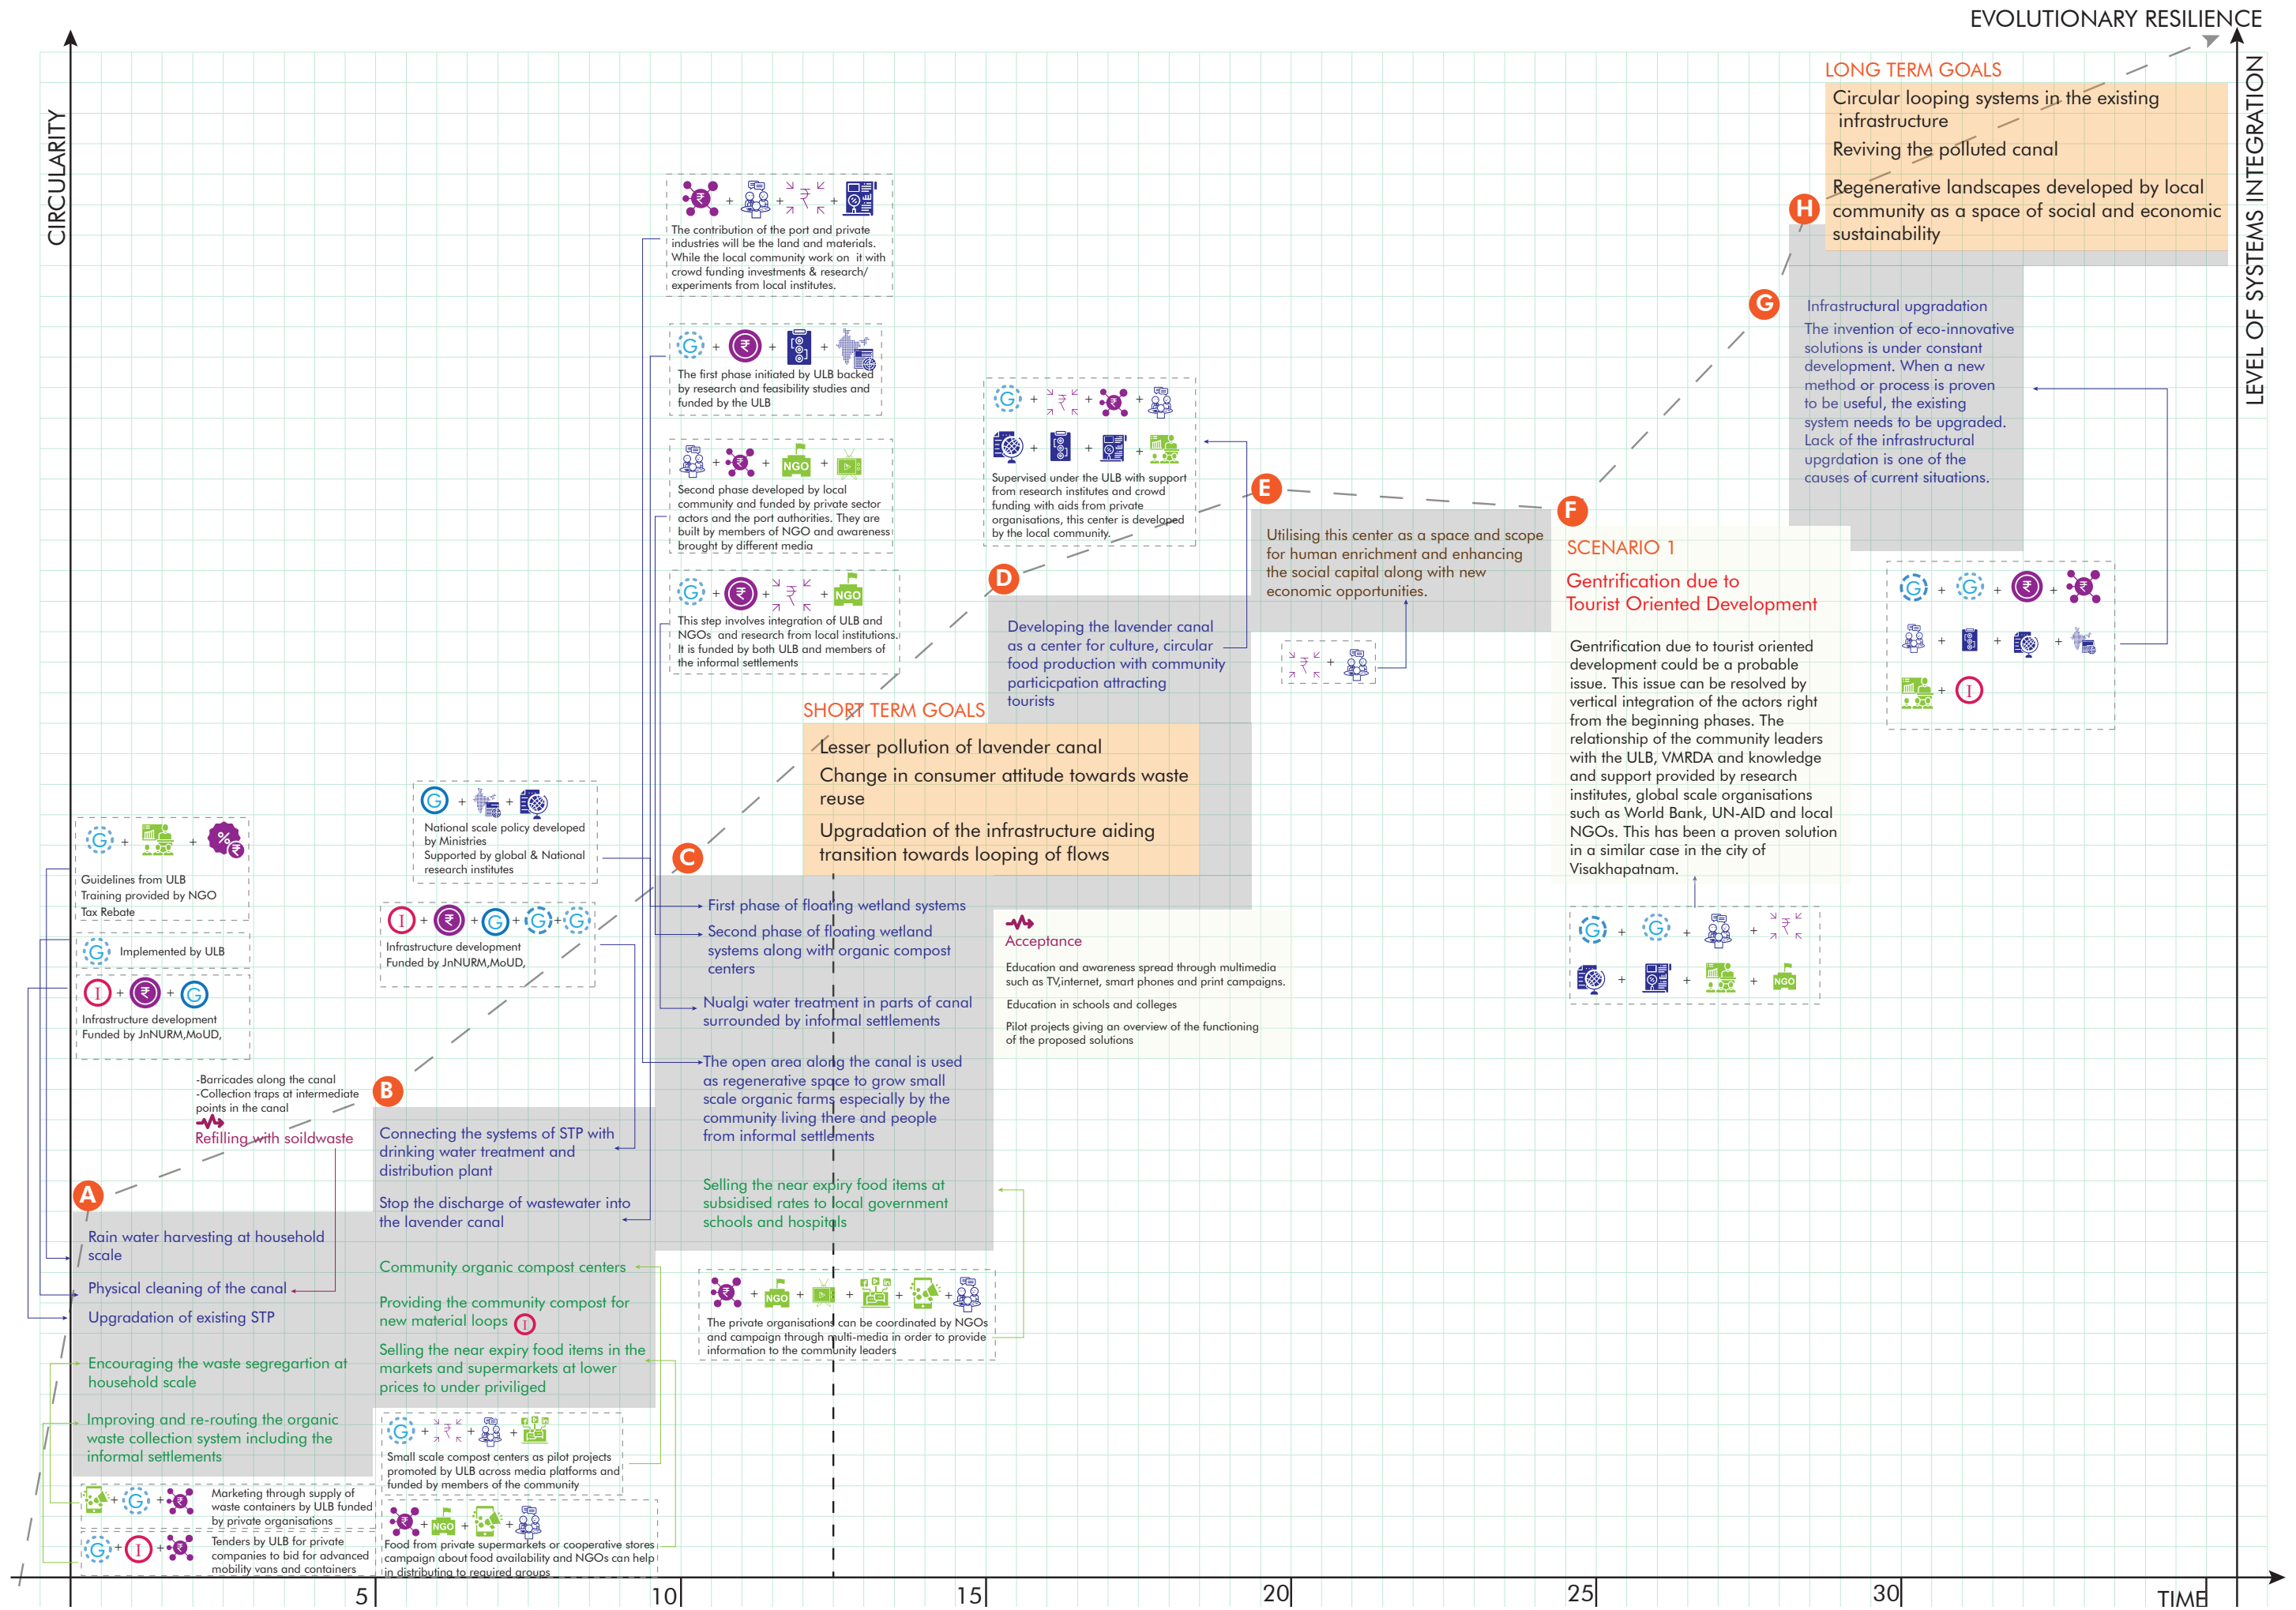 EVOLUTIONARY RESILIENCE
CIRCULARITY
LEVEL OF SYSTEMS INTEGRATION
LONG TERM GOALS
Circular looping systems in the existing
infrastructure
Reviving the polluted canal
Regenerative landscapes developed by local
community as a space of social and economic
sustainability
H
G
Infrastructural upgradation
The invention of eco-innovative
solutions is under constant
development. When a new
method or process is proven
to be useful, the existing
system needs to be upgraded.
Lack of the infrastructural
upgrdation is one of the
causes of current situations.
G + G + ₹ + ₹
+ + +
+ I
₹ + + ₹ +
The contribution of the port and private
industries will be the land and materials.
While the local community work on it with
crowd funding investments & research/
experiments from local institutes.
G + ₹ + +
The first phase initiated by ULB backed
by research and feasibility studies and
funded by the ULB
+ ₹ + NGO +
Second phase developed by local
community and funded by private sector
actors and the port authorities. They are
built by members of NGO and awareness
brought by different media
G + ₹ + ₹ + NGO
This step involves integration of ULB and
NGOs and research from local institutions.
It is funded by both ULB and members of
the informal settlements
G + ₹ + ₹ +
+ + +
Supervised under the ULB with support
from research institutes and crowd
funding with aids from private
organisations, this center is developed
by the local community.
E
Utilising this center as a space and scope
for human enrichment and enhancing
the social capital along with new
economic opportunities.
₹ +
F
SCENARIO 1
Gentrification due to
Tourist Oriented Development
Gentrification due to tourist oriented
development could be a probable
issue. This issue can be resolved by
vertical integration of the actors right
from the beginning phases. The
relationship of the community leaders
with the ULB, VMRDA and knowledge
and support provided by research
institutes, global scale organisations
such as World Bank, UN-AID and local
NGOs. This has been a proven solution
in a similar case in the city of
Visakhapatnam.
G + G + + ₹
+ + + NGO
D
Developing the lavender canal
as a center for culture, circular
food production with community
particicpation attracting
tourists
SHORT TERM GOALS
Lesser pollution of lavender canal
Change in consumer attitude towards waste
reuse
Upgradation of the infrastructure aiding
transition towards looping of flows
C
First phase of floating wetland systems
Second phase of floating wetland
systems along with organic compost
centers
Nualgi water treatment in parts of canal
surrounded by informal settlements
The open area along the canal is used
as regenerative space to grow small
scale organic farms especially by the
community living there and people
from informal settlements
Selling the near expiry food items at
subsidised rates to local government
schools and hospitals
₹ + NGO + + + +
The private organisations can be coordinated by NGOs
and campaign through multi-media in order to provide
information to the community leaders
Acceptance
Education and awareness spread through multimedia
such as TV,internet, smart phones and print campaigns.
Education in schools and colleges
Pilot projects giving an overview of the functioning
of the proposed solutions
G + +
National scale policy developed
by Ministries
Supported by global & National
research institutes
I + ₹ + G + G + G
Infrastructure development
Funded by JnNURM,MoUD,
B
Connecting the systems of STP with
drinking water treatment and
distribution plant
Stop the discharge of wastewater into
the lavender canal
Community organic compost centers
Providing the community compost for
new material loops I
Selling the near expiry food items in the
markets and supermarkets at lower
prices to under priviliged
G + ₹ + +
Small scale compost centers as pilot projects
promoted by ULB across media platforms and
funded by members of the community
₹ + NGO + +
Food from private supermarkets or cooperative stores
campaign about food availability and NGOs can help
in distributing to required groups
G + + % ₹
Guidelines from ULB
Training provided by NGO
Tax Rebate
G Implemented by ULB
I + ₹ + G
Infrastructure development
Funded by JnNURM,MoUD,
-Barricades along the canal
-Collection traps at intermediate
points in the canal
Refilling with soildwaste
A
Rain water harvesting at household
scale
Physical cleaning of the canal
Upgradation of existing STP
Encouraging the waste segregartion at
household scale
Improving and re-routing the organic
waste collection system including the
informal settlements
+ G + ₹
Marketing through supply of
waste containers by ULB funded
by private organisations
G + I + ₹
Tenders by ULB for private
companies to bid for advanced
mobility vans and containers
5 10 15 20 25 30 TIME